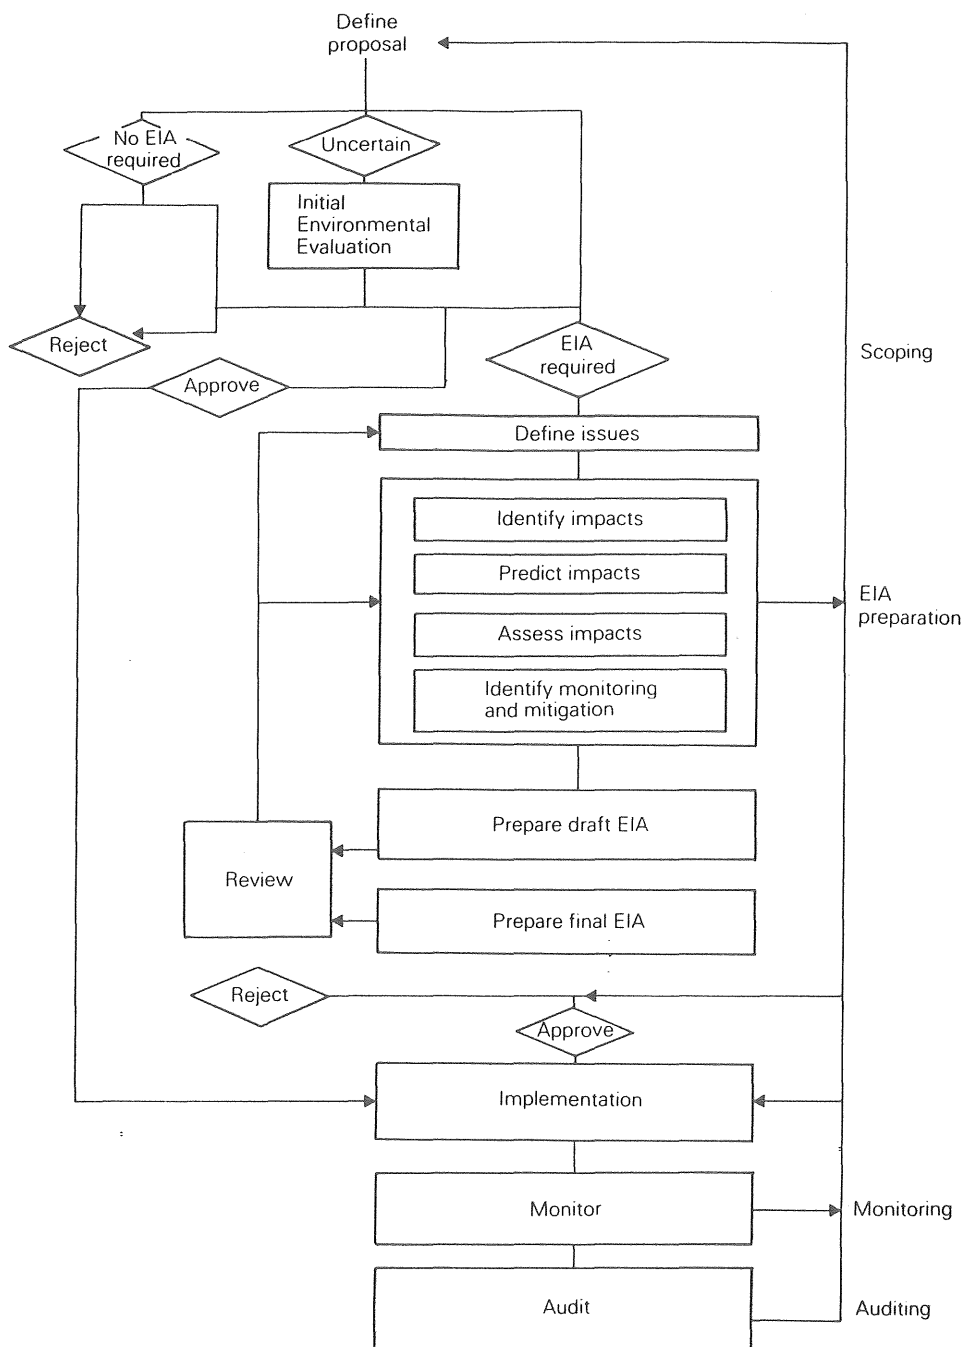 Define
proposal
No EIA
required
Uncertain
Initial
Environmental
Evaluation
Reject
Approve
EIA
required
Scoping
Define issues
Identify impacts
Predict impacts
Assess impacts
Identify monitoring
and mitigation
EIA
preparation
Prepare draft EIA
Review
Prepare final EIA
Reject
Approve
Implementation
Monitor
Monitoring
Audit
Auditing